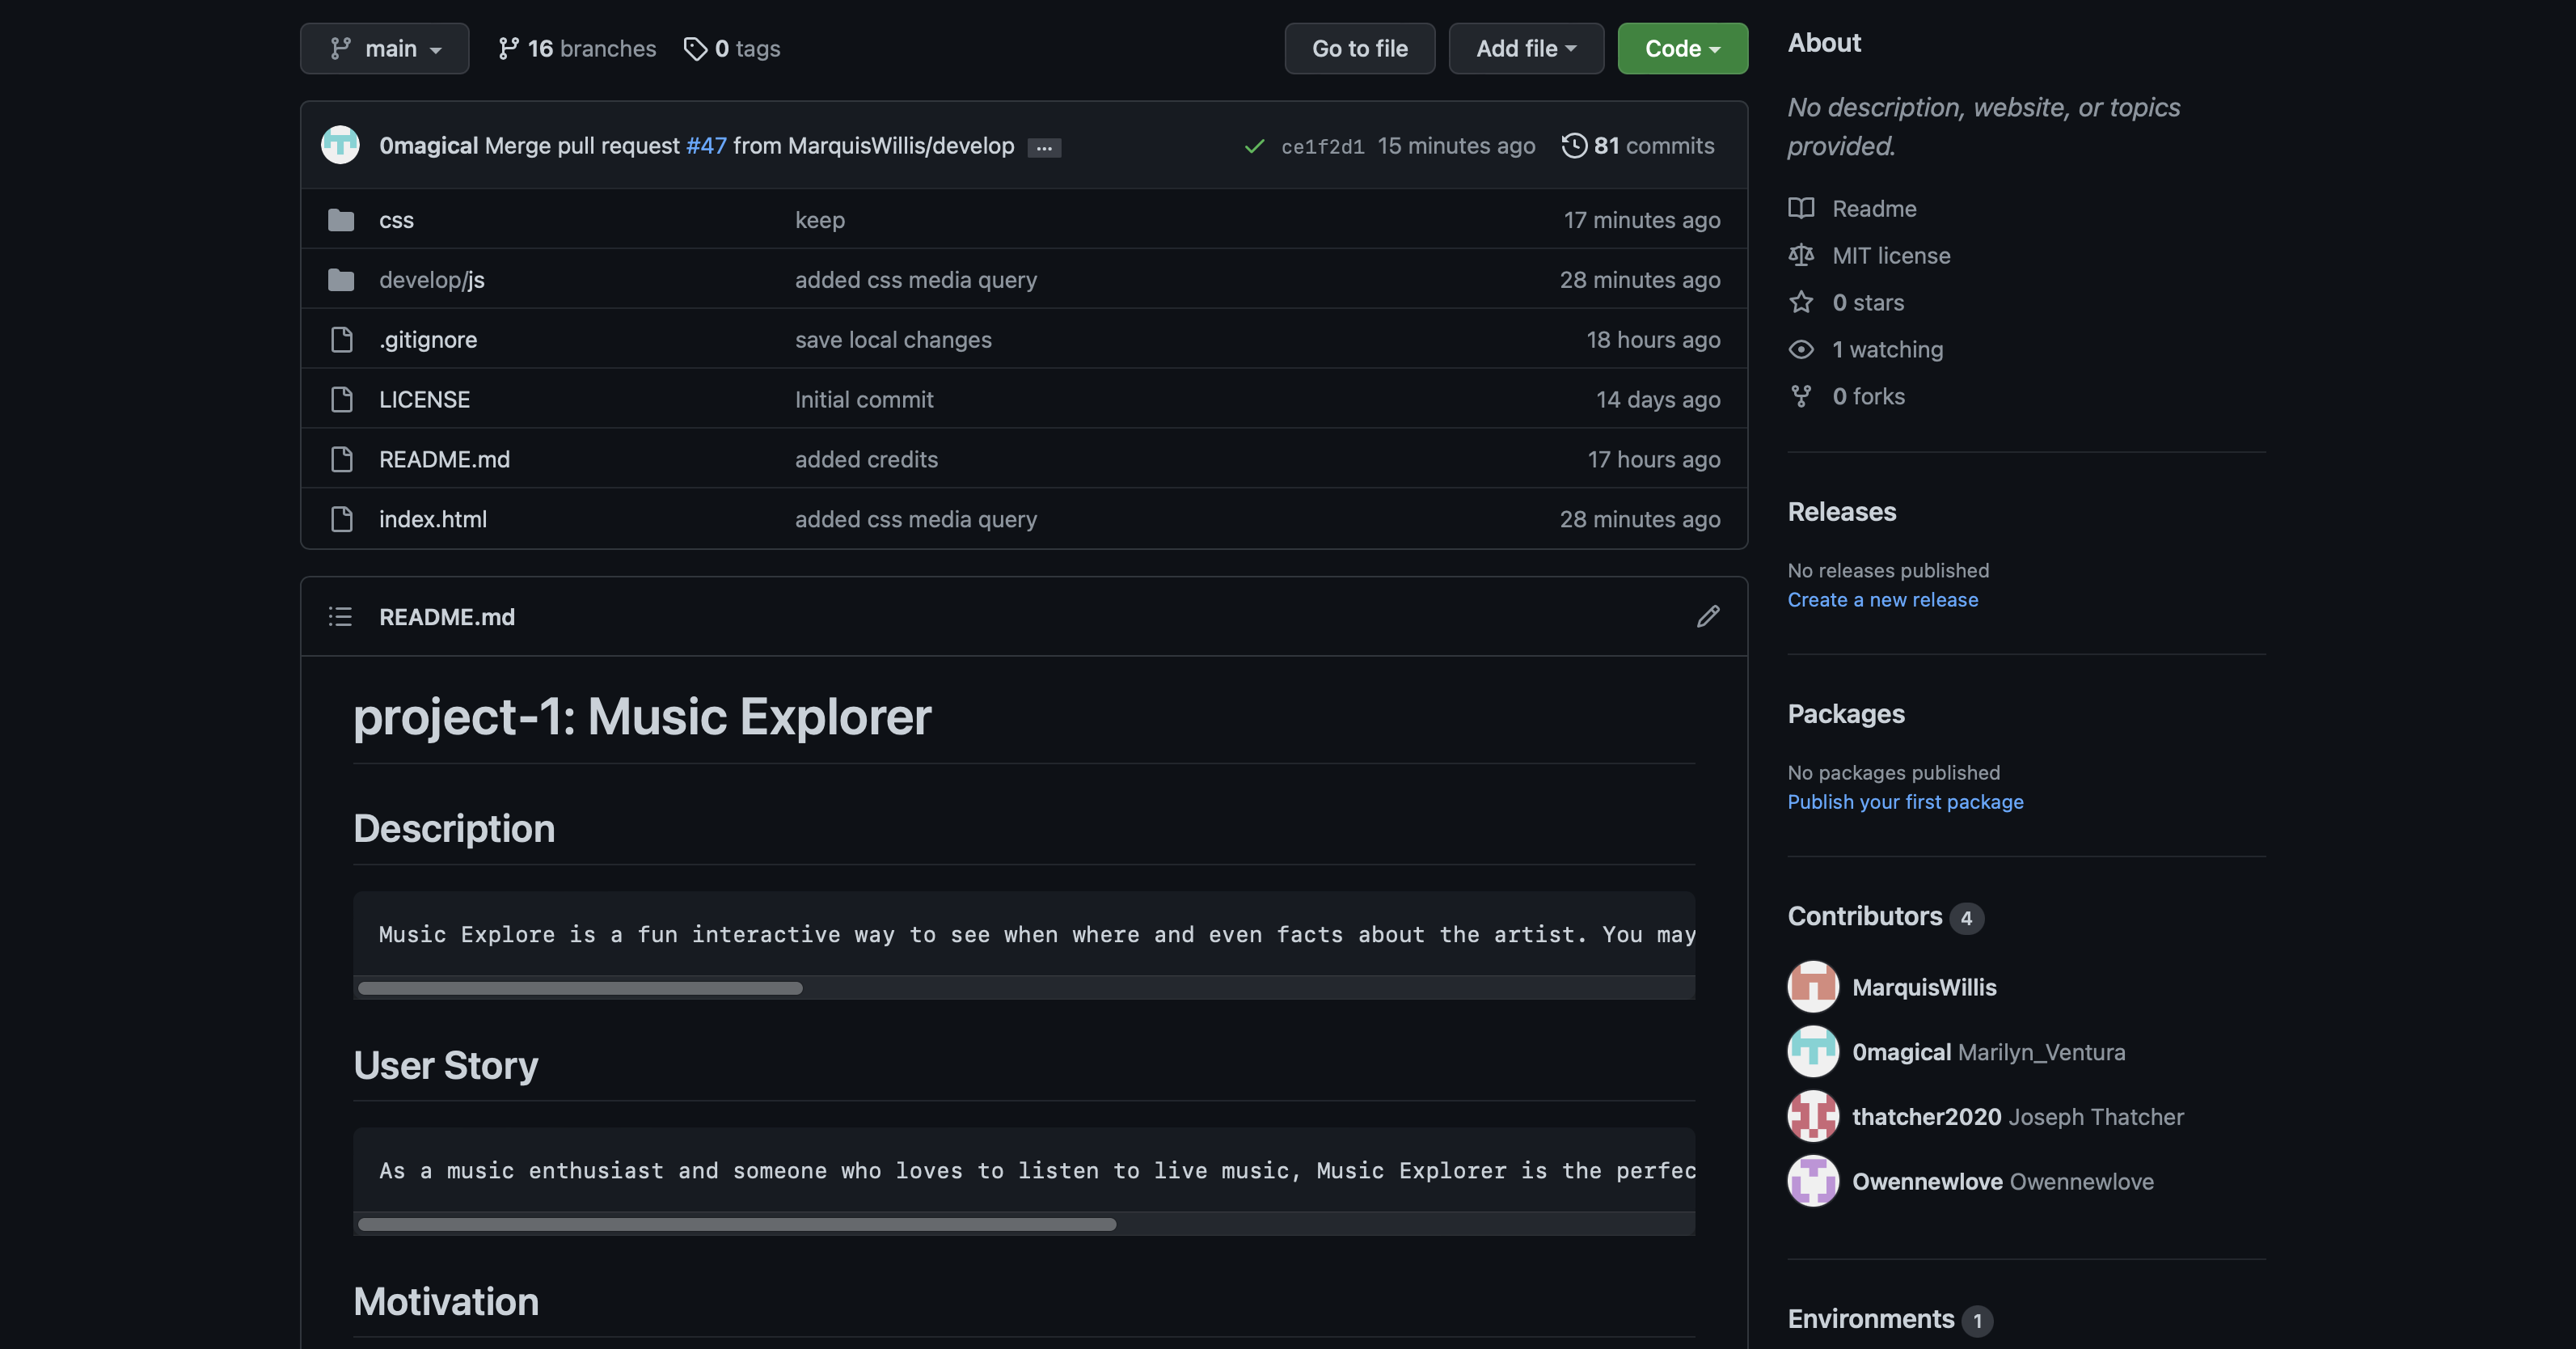 main
16 branches
0 tags
Go to file
Add file
Code
0magical Merge pull request #47 from MarquisWillis/develop ...
ce1f2d1 15 minutes ago
81 commits
css keep 17 minutes ago
develop/js added css media query 28 minutes ago
.gitignore save local changes 18 hours ago
LICENSE Initial commit 14 days ago
README.md added credits 17 hours ago
index.html added css media query 28 minutes ago
README.md
project-1: Music Explorer
Description
Music Explore is a fun interactive way to see when where and even facts about the artist. You may
User Story
As a music enthusiast and someone who loves to listen to live music, Music Explorer is the perfec
Motivation
About
No description, website, or topics
provided.
Readme
MIT license
0 stars
1 watching
0 forks
Releases
No releases published
Create a new release
Packages
No packages published
Publish your first package
Contributors 4
MarquisWillis
0magical Marilyn_Ventura
thatcher2020 Joseph Thatcher
Owennewlove Owennewlove
Environments 1